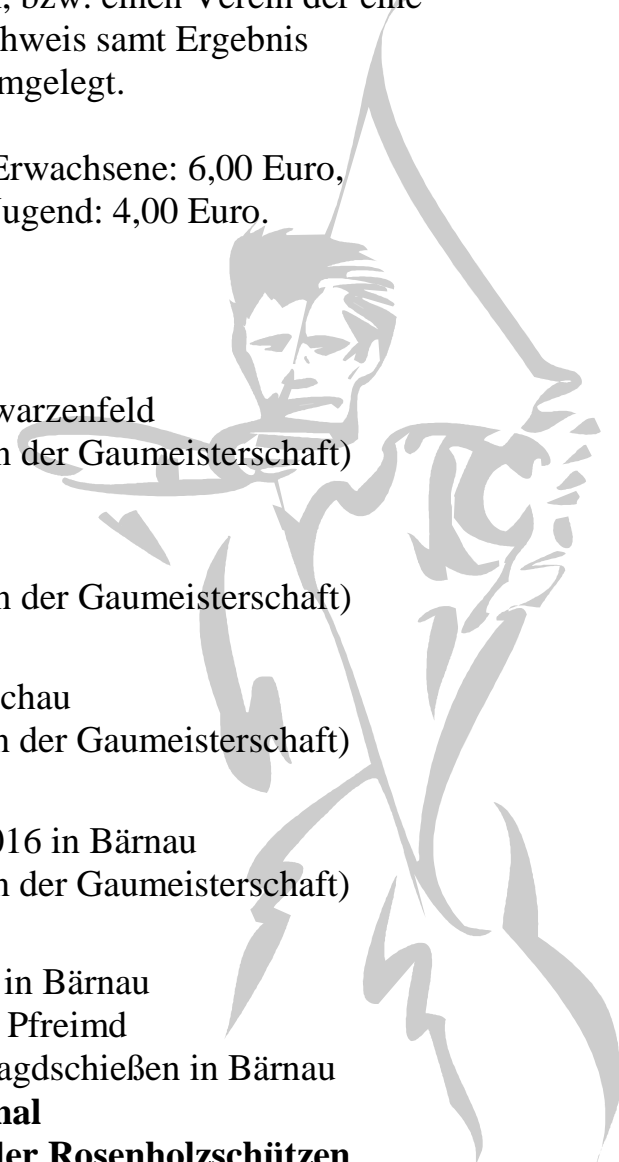 bzw. einen Verein der eine
hweis samt Ergebnis
mgelegt.
Erwachsene: 6,00 Euro,
Jugend: 4,00 Euro.
warzenfeld
n der Gaumeisterschaft)
n der Gaumeisterschaft)
chau
n der Gaumeisterschaft)
016 in Bärnau
n der Gaumeisterschaft)
in Bärnau
Pfreimd
agdschießen in Bärnau
nal
der Rosenholzschützen